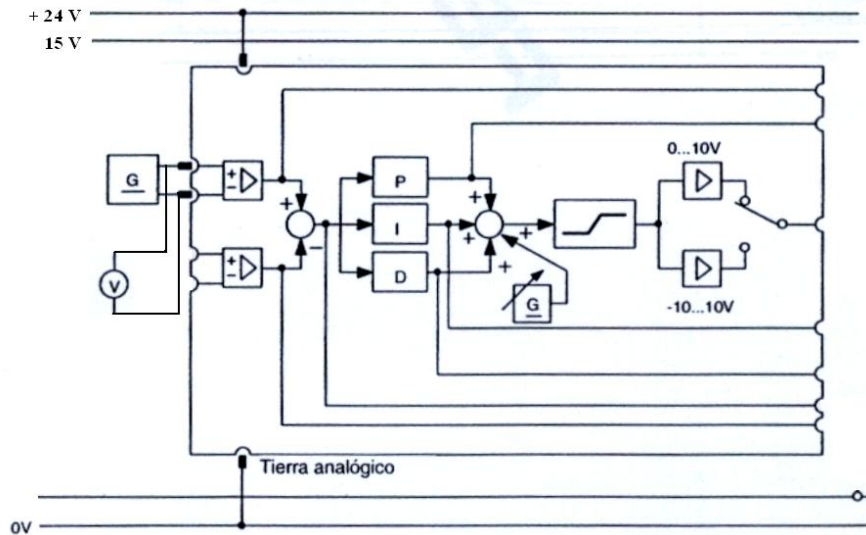 + 24 V
15 V
0...10V
G
+
-
P
+
+
I
+
+
-
+
-
D
+
V
G
-10...10V
Tierra analógico
0V